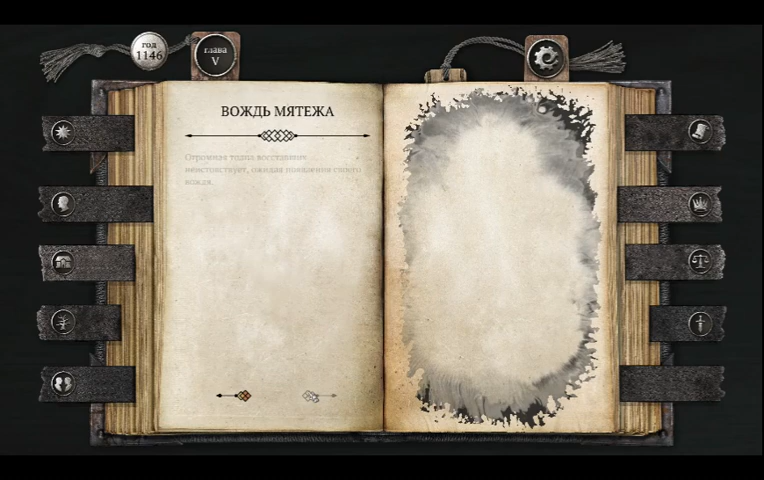 год
1146
глава
V
ВОЖДЬ МЯТЕЖА
Огромная толпа восставших
неистовствует, ожидая появления своего
вождя.